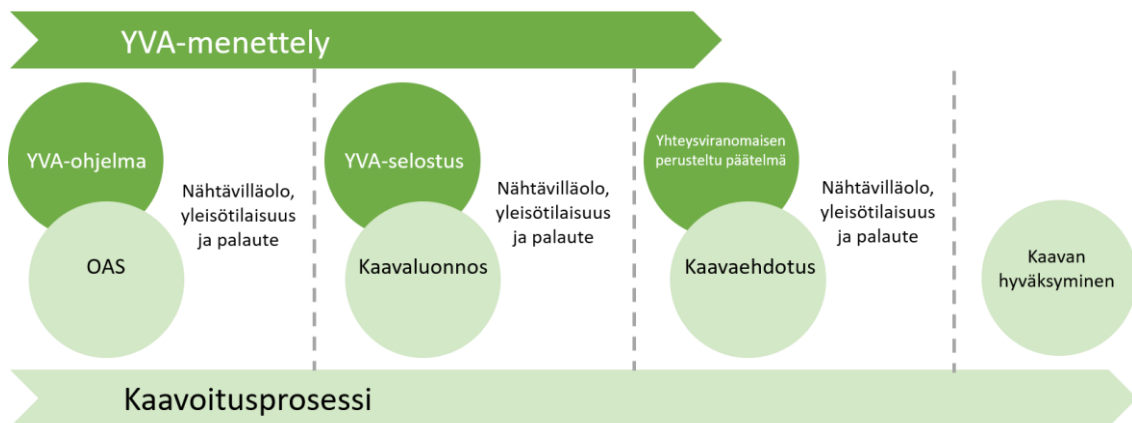 YVA-menettely
YVA-ohjelma
OAS
Nähtävilläolo,
yleisötilaisuus
ja palaute
YVA-selostus
Kaavaluonnos
Nähtävilläolo,
yleisötilaisuus
ja palaute
Yhteysviranomaisen
perusteltu päätelmä
Kaavaehdotus
Nähtävilläolo,
yleisötilaisuus
ja palaute
Kaavan
hyväksyminen
Kaavoitusprosessi